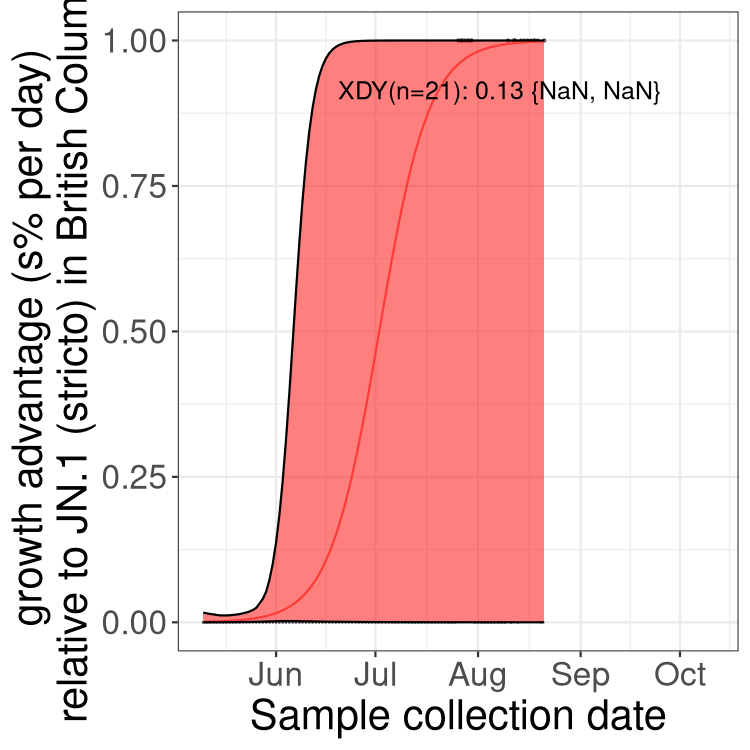 growth advantage (s% per day)
relative to JN.1 (stricto) in British Colum
1.00
0.75
0.50
0.25
0.00
XDY(n=21): 0.13 {NaN, NaN}
Jun Jul Aug Sep Oct
Sample collection date